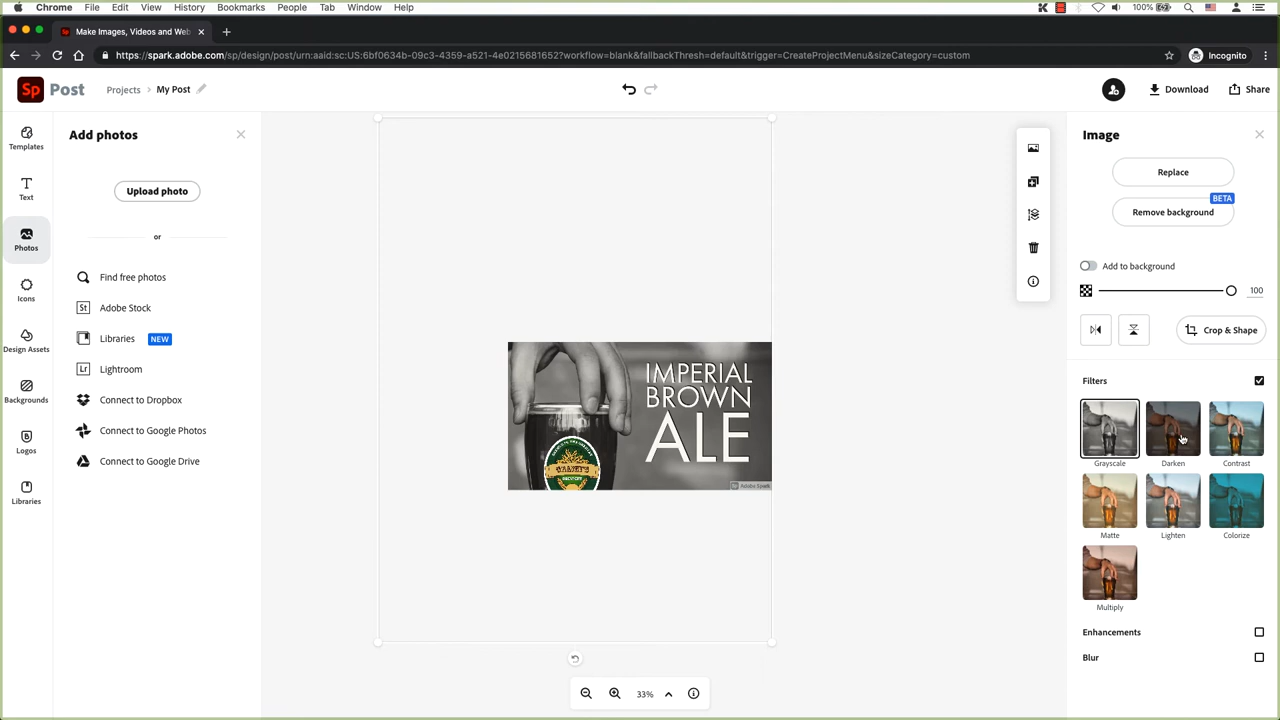 Chrome File Edit View History Bookmarks People Tab Window Help
100%
Sp Make Images, Videos and Web
https://spark.adobe.com/sp/design/post/urn:aaid:sc:US:6bf0634b-09c3-4359-a521-4e0215681652?workflow=blank&fallbackThresh=default&trigger=CreateProjectMenu&sizeCategory=custom
Incognito
Sp Post Projects > My Post
Download Share
Templates
Text
Photos
Icons
Design Assets
Backgrounds
Logos
Libraries
Add photos
Upload photo
or
Find free photos
St Adobe Stock
Libraries NEW
Lr Lightroom
Connect to Dropbox
Connect to Google Photos
Connect to Google Drive
IMPERIAL
BROWN
ALE
Adobe Spark
33%
Image
Replace
BETA
Remove background
Add to background
100
Crop & Shape
Filters
Grayscale Darken Contrast
Matte Lighten Colorize
Multiply
Enhancements
Blur